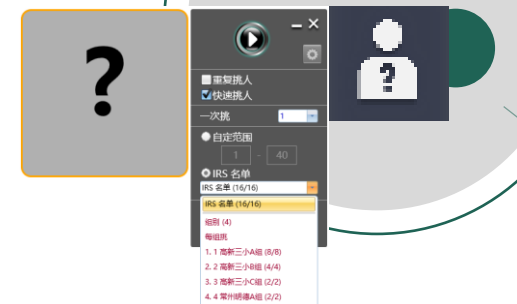 ?
重复挑人
快速挑人
一次挑 1
自定范围
1 - 40
IRS 名单
IRS 名单 (16/16)
IRS 名单 (16/16)
组别 (4)
每组挑
1. 1 高新三小A组 (8/8)
2. 2 高新三小B组 (4/4)
3. 3 高新三小C组 (2/2)
4. 4 常州明德A组 (2/2)
?